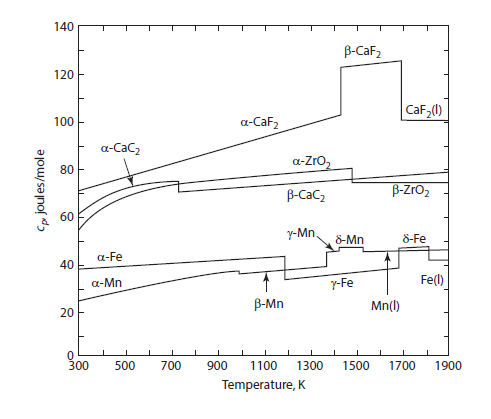 140
120
100
80
60
40
20
0
cₚ, joules/mole
β-CaF₂
CaF₂(l)
α-CaF₂
α-CaC₂
α-ZrO₂
β-CaC₂
β-ZrO₂
γ-Mn
δ-Mn
δ-Fe
α-Fe
α-Mn
β-Mn
γ-Fe
Mn(l)
Fe(l)
300 500 700 900 1100 1300 1500 1700 1900
Temperature, K